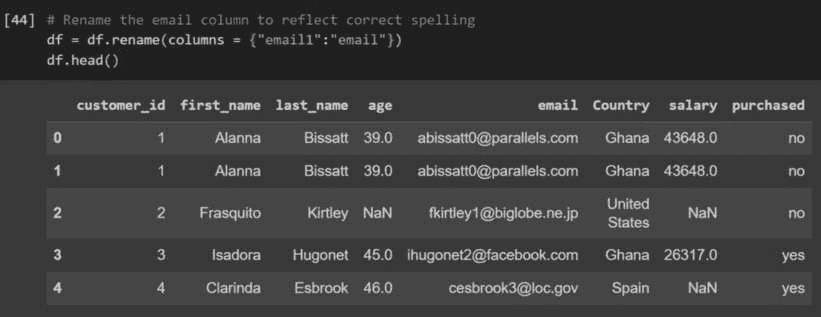 [44] # Rename the email column to reflect correct spelling
df = df.rename(columns = {"email1":"email"})
df.head()
customer_id first_name last_name age email Country salary purchased
0 1 Alanna Bissatt 39.0 abissatt0@parallels.com Ghana 43648.0 no
1 1 Alanna Bissatt 39.0 abissatt0@parallels.com Ghana 43648.0 no
2 2 Frasquito Kirtley NaN fkirtley1@biglobe.ne.jp United States NaN no
3 3 Isadora Hugonet 45.0 ihugonet2@facebook.com Ghana 26317.0 yes
4 4 Clarinda Esbrook 46.0 cesbrook3@loc.gov Spain NaN yes